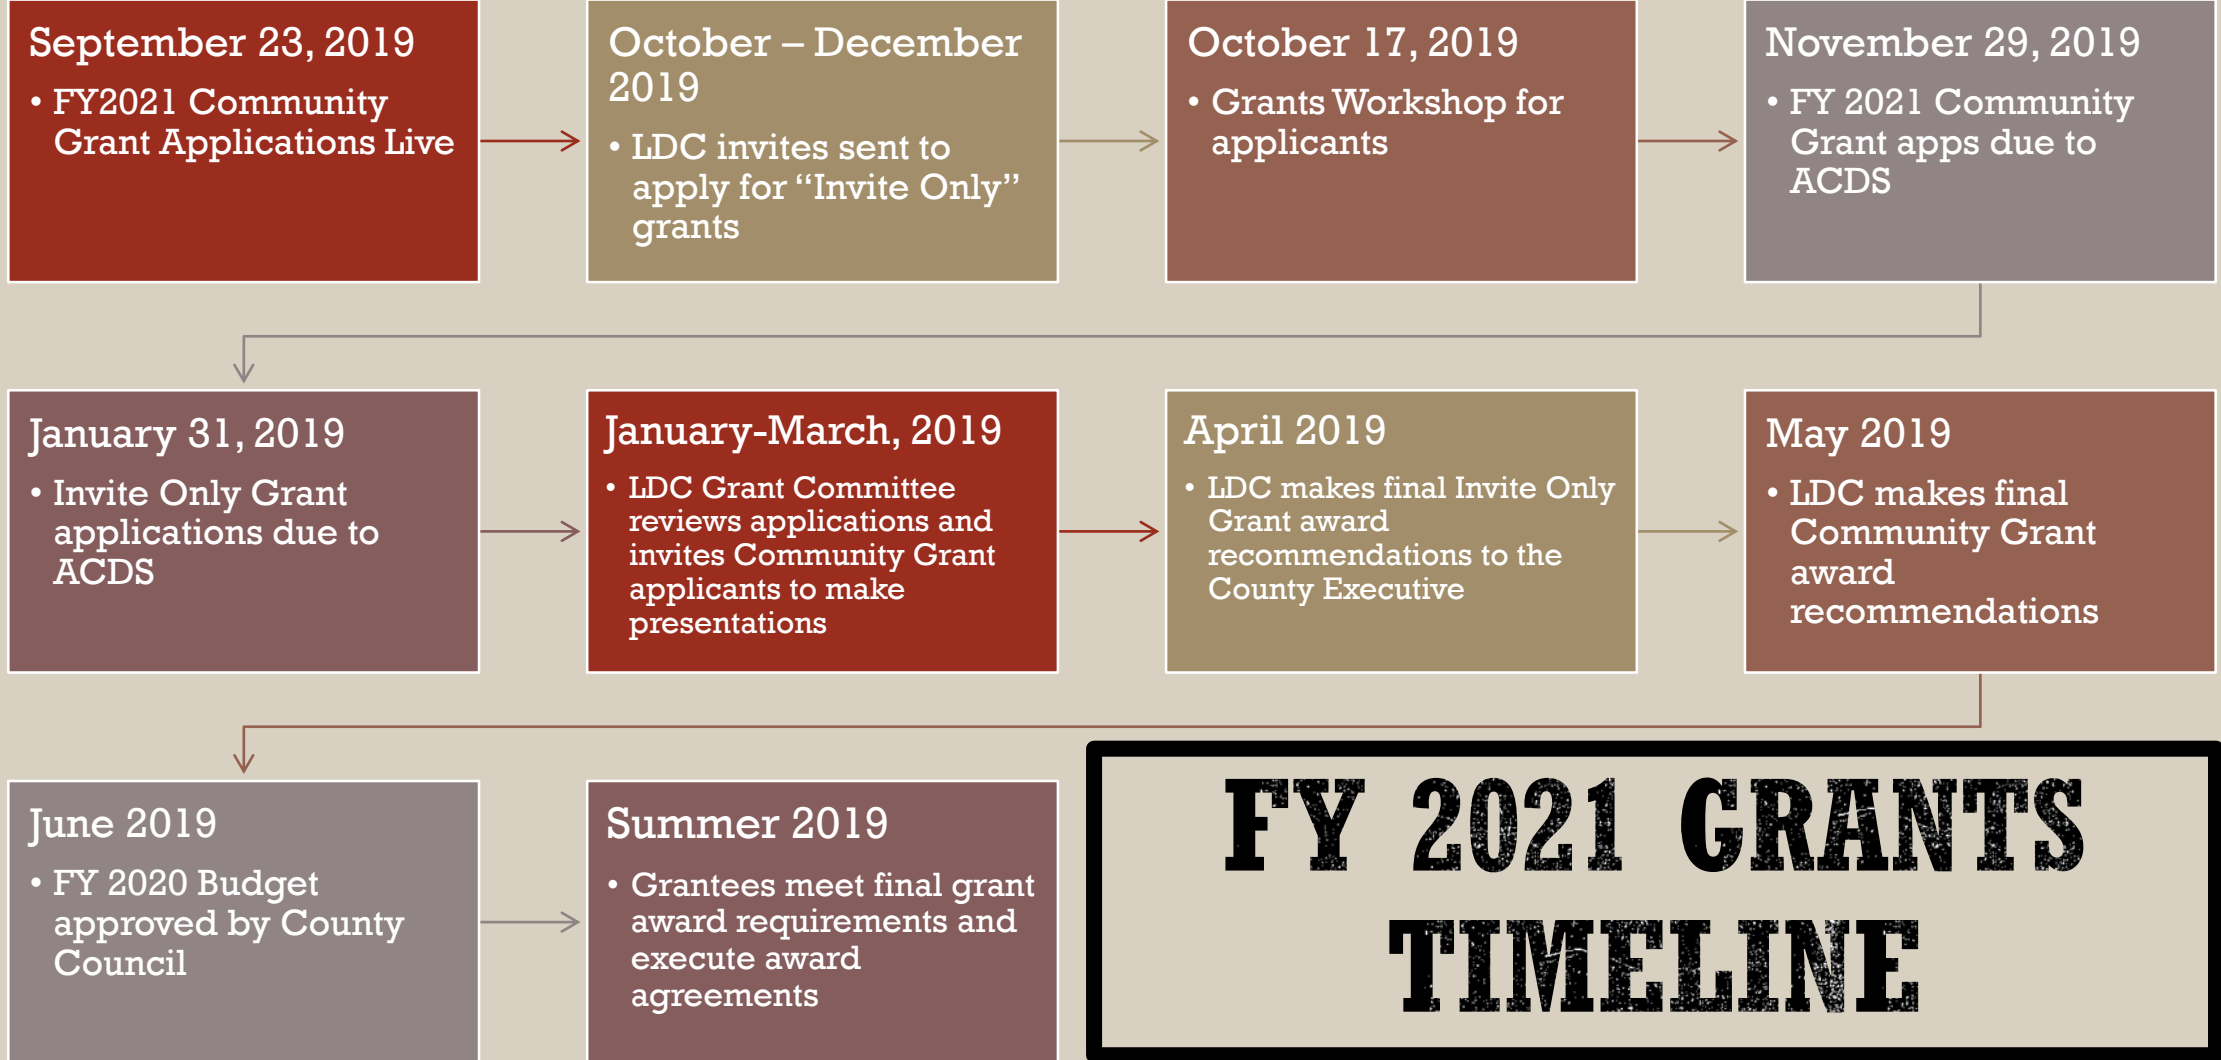 September 23, 2019
• FY2021 Community
Grant Applications Live
October – December
2019
• LDC invites sent to
apply for “Invite Only”
grants
October 17, 2019
• Grants Workshop for
applicants
November 29, 2019
• FY 2021 Community
Grant apps due to
ACDS
January 31, 2019
• Invite Only Grant
applications due to
ACDS
January-March, 2019
• LDC Grant Committee
reviews applications and
invites Community Grant
applicants to make
presentations
April 2019
• LDC makes final Invite Only
Grant award
recommendations to the
County Executive
May 2019
• LDC makes final
Community Grant
award
recommendations
June 2019
• FY 2020 Budget
approved by County
Council
Summer 2019
• Grantees meet final grant
award requirements and
execute award
agreements
FY 2021 GRANTS
TIMELINE